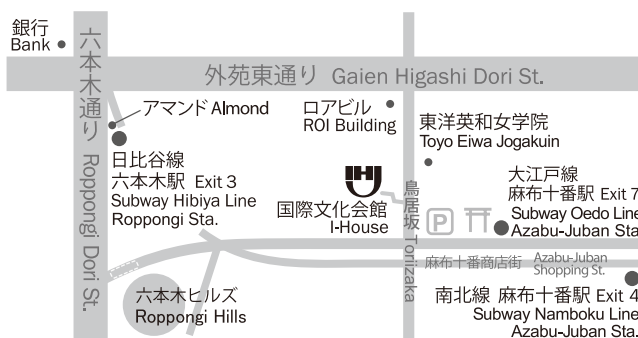 銀行
Bank
六本木通り Roppongi Dori St.
外苑東通り Gaien Higashi Dori St.
アマンド Almond
ロアビル
ROI Building
東洋英和女学院
Toyo Eiwa Jogakuin
日比谷線
六本木駅 Exit 3
Subway Hibiya Line
Roppongi Sta.
IH
国際文化会館
I-House
鳥居坂 Toriizaka
P
大江戸線
麻布十番駅 Exit 7
Subway Oedo Line
Azabu-Juban Sta.
麻布十番商店街
Azabu-Juban
Shopping St.
六本木ヒルズ
Roppongi Hills
南北線 麻布十番駅 Exit 4
Subway Namboku Line
Azabu-Juban Sta.